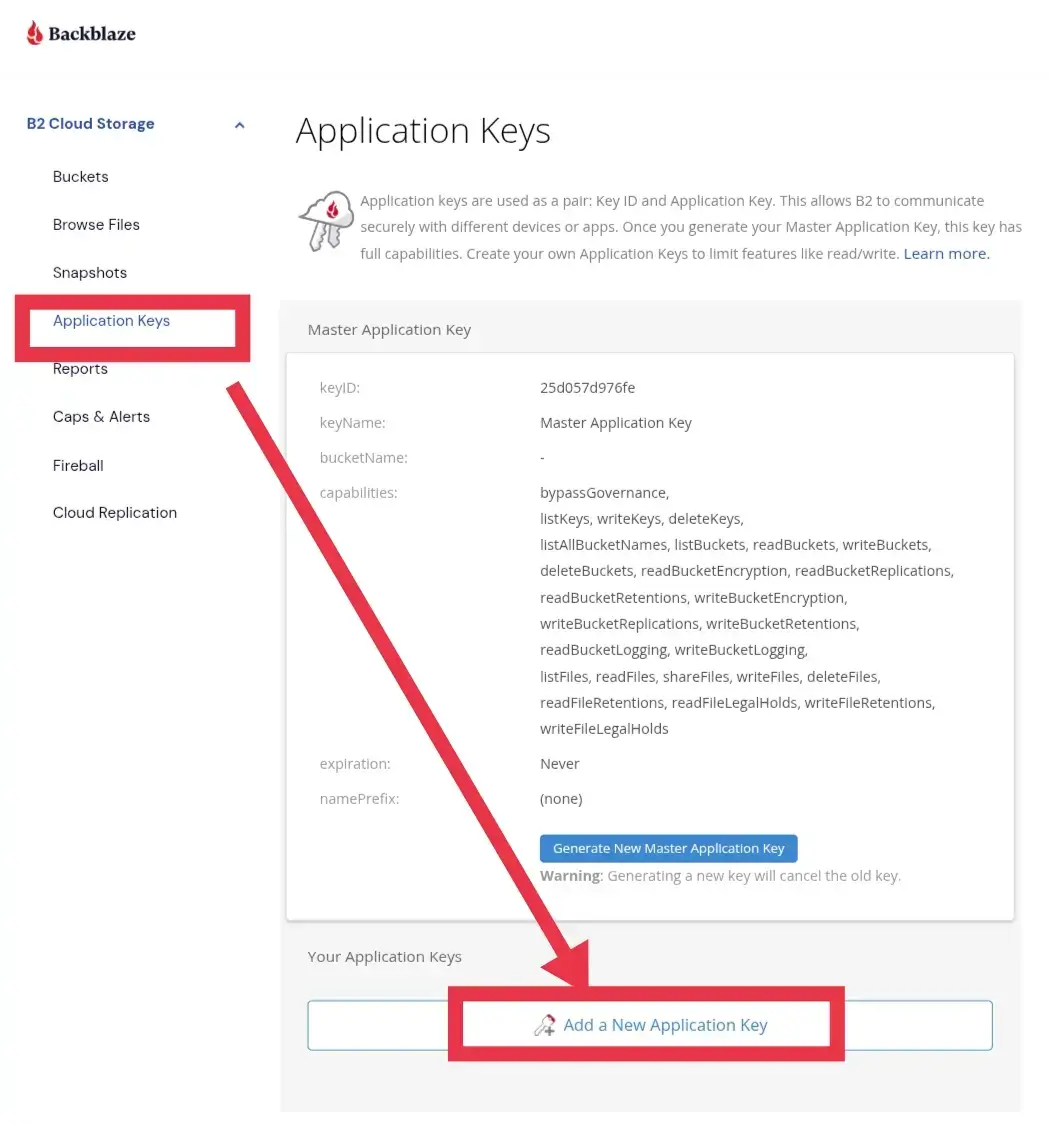 Backblaze
B2 Cloud Storage
Buckets
Browse Files
Snapshots
Application Keys
Reports
Caps & Alerts
Fireball
Cloud Replication
Application Keys
Application keys are used as a pair: Key ID and Application Key. This allows B2 to communicate
securely with different devices or apps. Once you generate your Master Application Key, this key has
full capabilities. Create your own Application Keys to limit features like read/write. Learn more.
Master Application Key
keyID: 25d057d976fe
keyName: Master Application Key
bucketName: -
capabilities: bypassGovernance,
listKeys, writeKeys, deleteKeys,
listAllBucketNames, listBuckets, readBuckets, writeBuckets,
deleteBuckets, readBucketEncryption, readBucketReplications,
readBucketRetentions, writeBucketEncryption,
writeBucketReplications, writeBucketRetentions,
readBucketLogging, writeBucketLogging,
listFiles, readFiles, shareFiles, writeFiles, deleteFiles,
readFileRetentions, readFileLegalHolds, writeFileRetentions,
writeFileLegalHolds
expiration: Never
namePrefix: (none)
Generate New Master Application Key
Warning: Generating a new key will cancel the old key.
Your Application Keys
Add a New Application Key